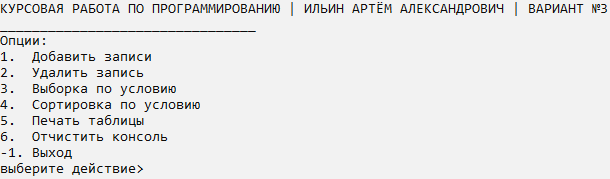 КУРСОВАЯ РАБОТА ПО ПРОГРАММИРОВАНИЮ | ИЛЬИН АРТЁМ АЛЕКСАНДРОВИЧ | ВАРИАНТ №3
________________________________
Опции:
1.  Добавить записи
2.  Удалить запись
3.  Выборка по условию
4.  Сортировка по условию
5.  Печать таблицы
6.  Отчистить консоль
-1. Выход
выберите действие>